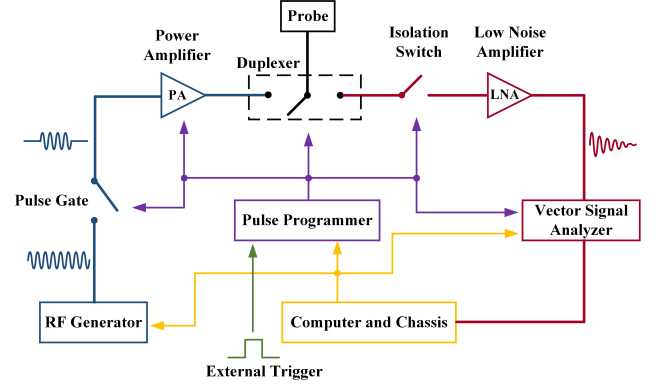 Probe
Power
Amplifier
Isolation
Switch
Low Noise
Amplifier
Duplexer
PA
LNA
Pulse Gate
Pulse Programmer
Vector Signal
Analyzer
RF Generator
Computer and Chassis
External Trigger